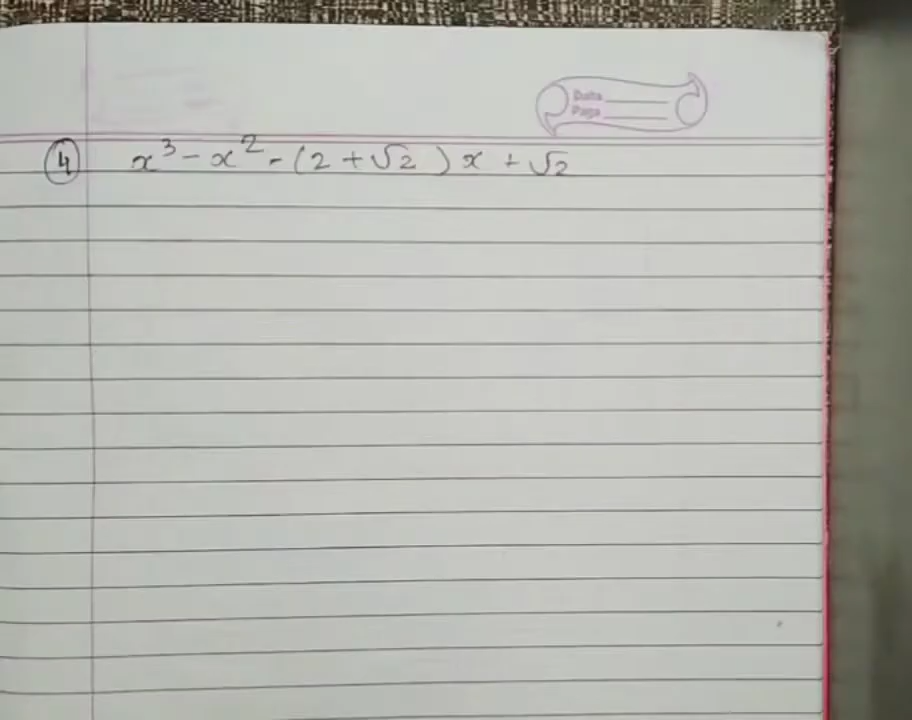 Date
Page
④ x³ - x² - (2 + √2) x + √2